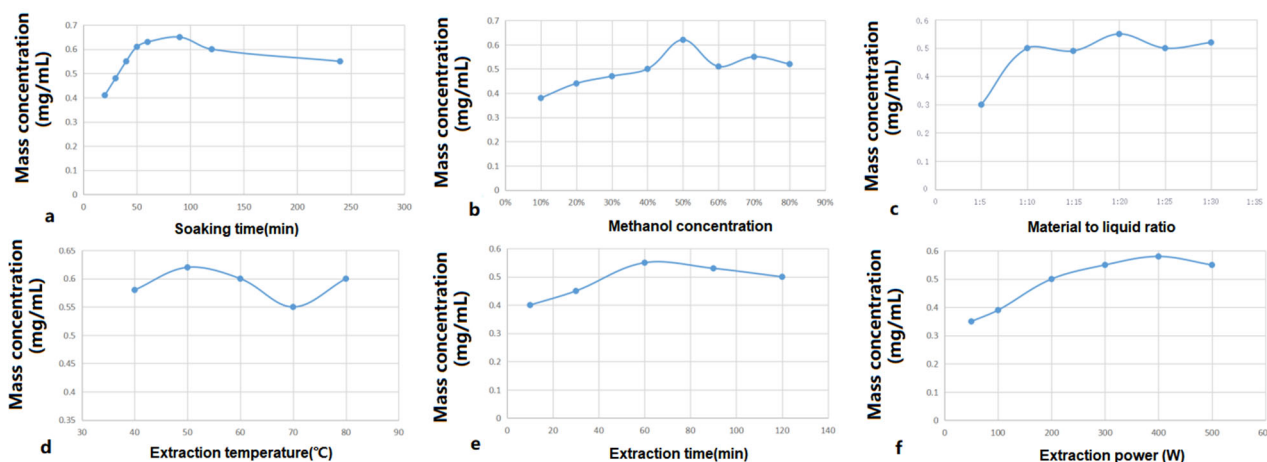 Mass concentration
(mg/mL)
0.7
0.6
0.5
0.4
0.3
0.2
0.1
0
0 50 100 150 200 250 300
a
Soaking time(min)
Mass concentration
(mg/mL)
0.7
0.6
0.5
0.4
0.3
0.2
0.1
0
0% 10% 20% 30% 40% 50% 60% 70% 80% 90%
b
Methanol concentration
Mass concentration
(mg/mL)
0.6
0.5
0.4
0.3
0.2
0.1
0
0 1:5 1:10 1:15 1:20 1:25 1:30 1:35
c
Material to liquid ratio
Mass concentration
(mg/mL)
0.65
0.6
0.55
0.5
0.45
0.4
0.35
30 40 50 60 70 80 90
d
Extraction temperature(℃)
Mass concentration
(mg/mL)
0.6
0.5
0.4
0.3
0.2
0.1
0
0 20 40 60 80 100 120 140
e
Extraction time(min)
Mass concentration
(mg/mL)
0.6
0.5
0.4
0.3
0.2
0.1
0
0 100 200 300 400 500 600
f
Extraction power (W)